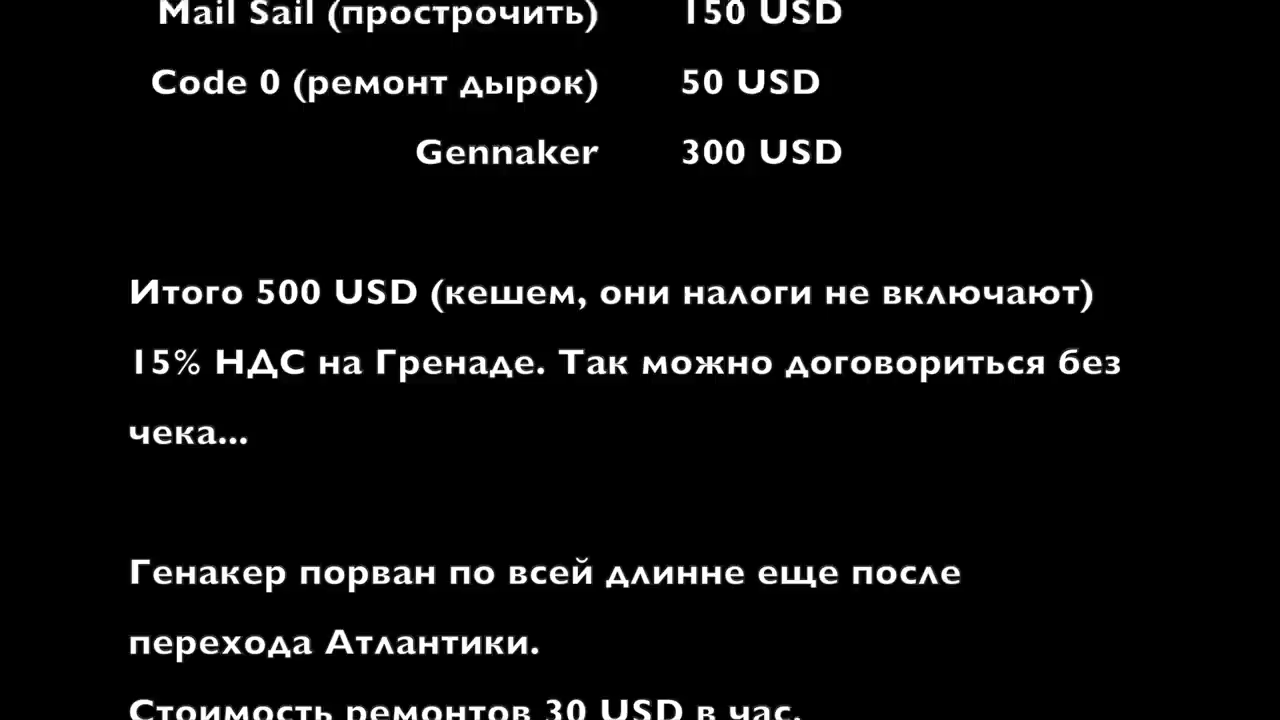 Mail Sail (прострочить) 150 USD
Code 0 (ремонт дырок) 50 USD
Gennaker 300 USD
Итого 500 USD (кешем, они налоги не включают)
15% НДС на Гренаде. Так можно договориться без
чека...
Генакер порван по всей длинне еще после
перехода Атлантики.
Стоимость ремонтов 30 USD в час.